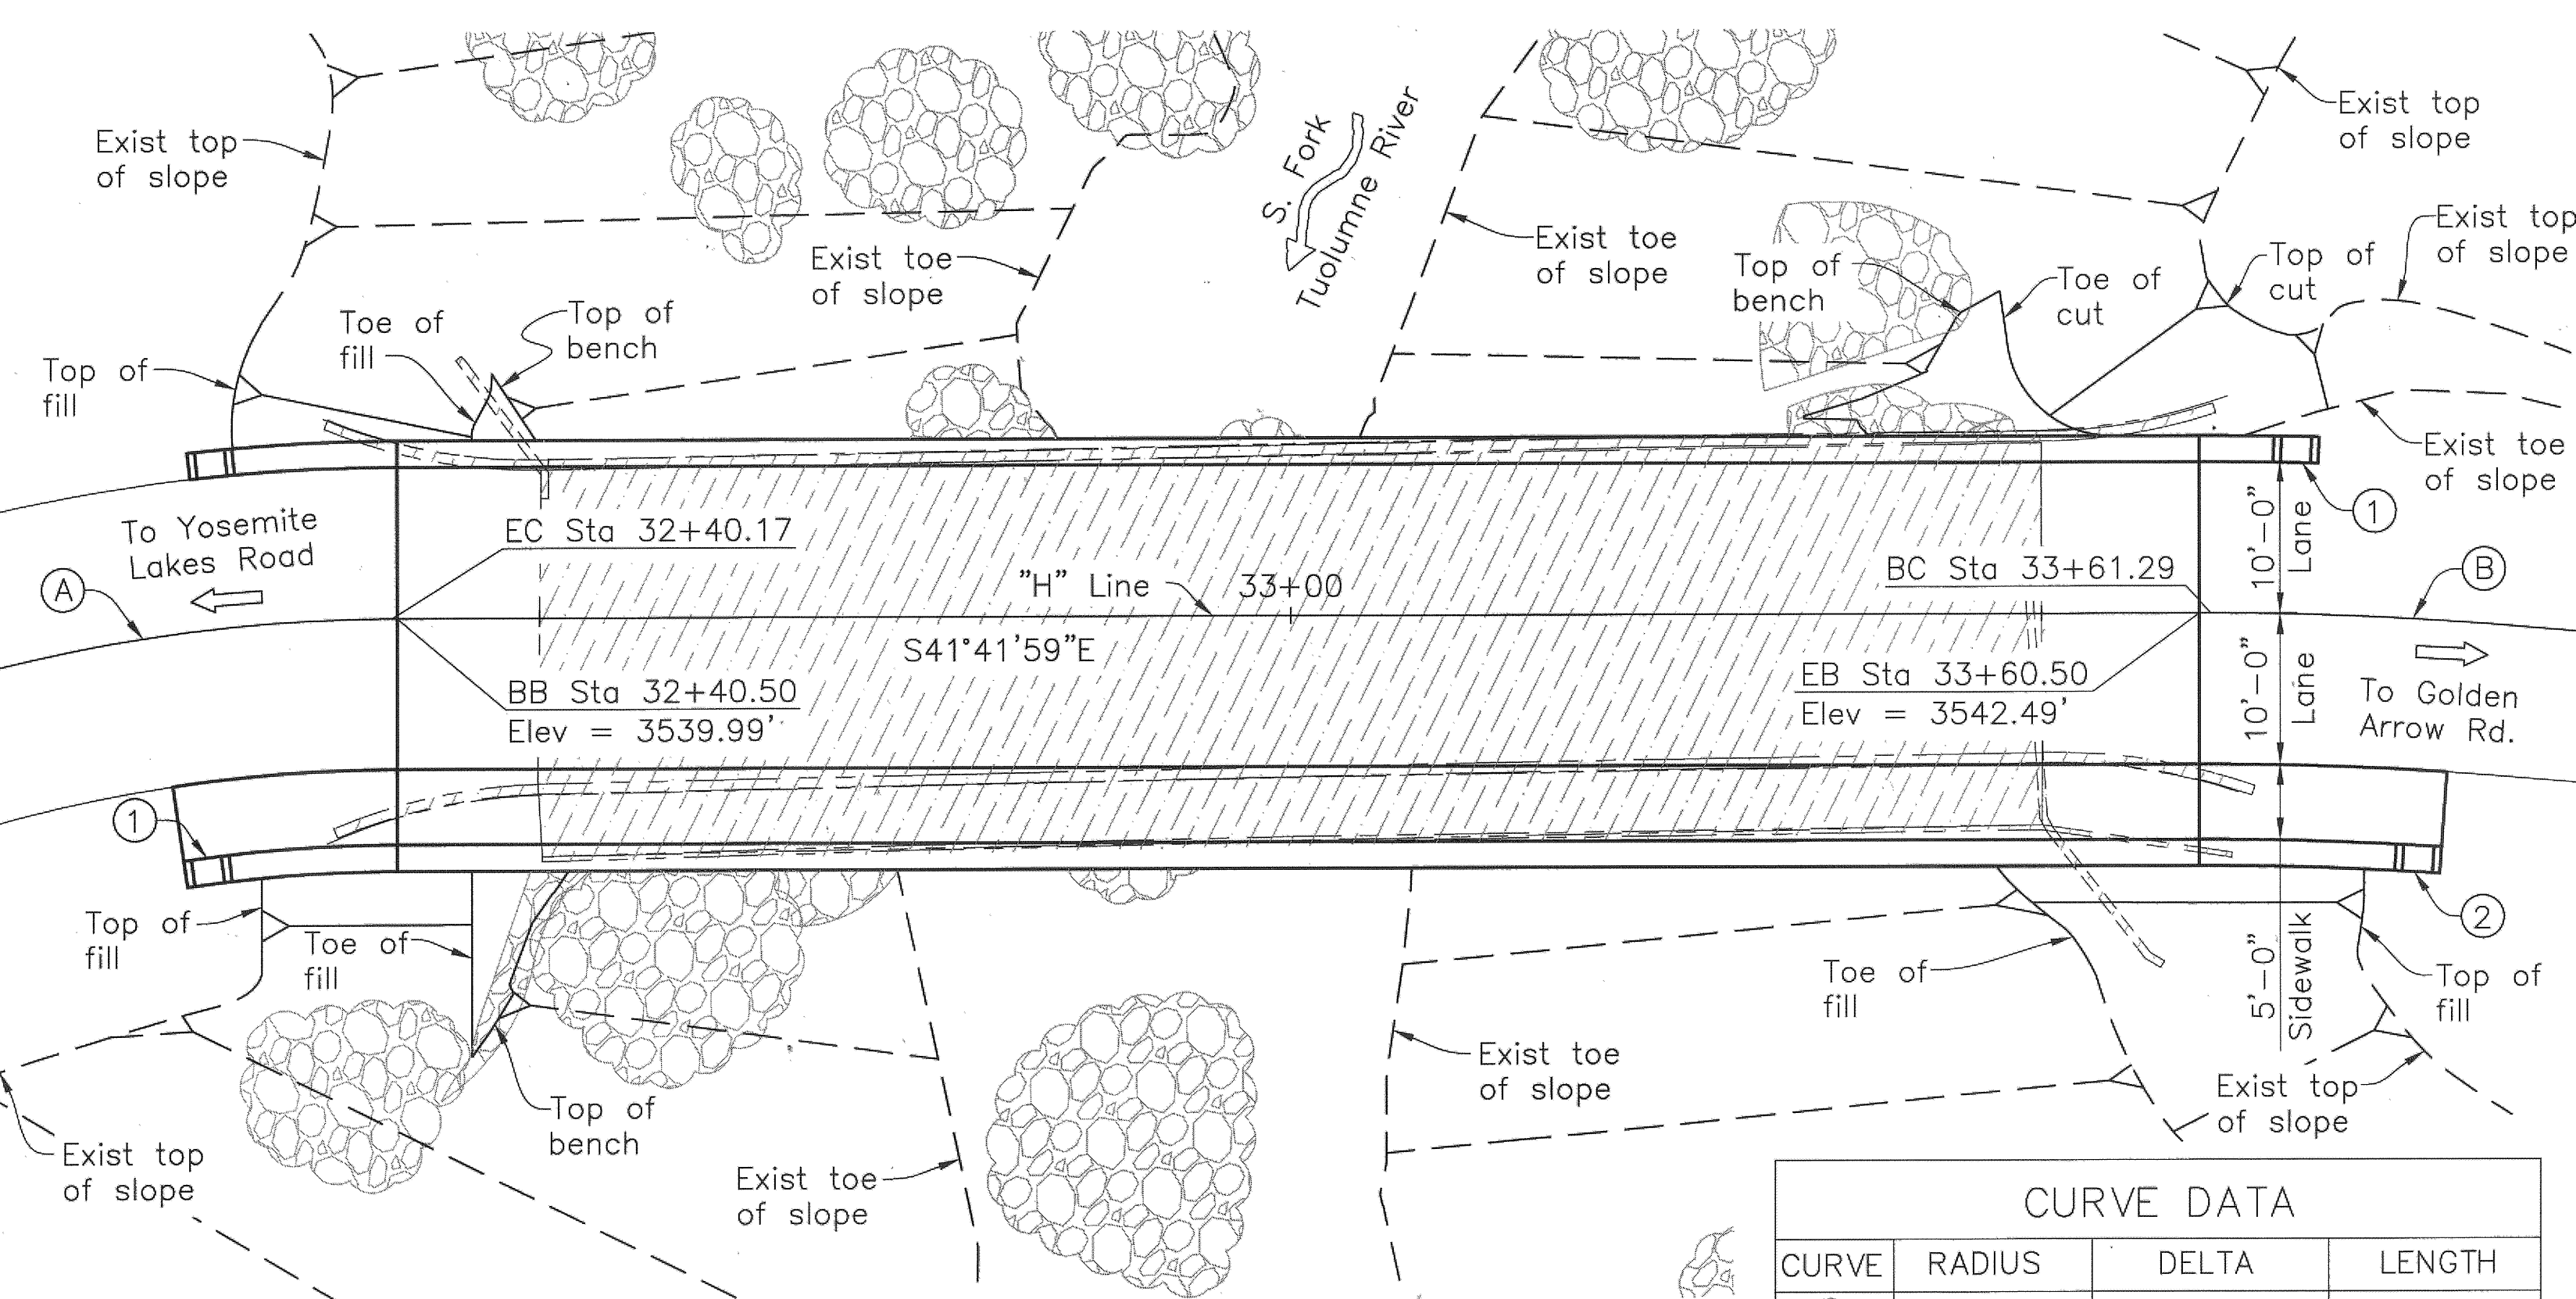 Exist top
of slope
S. Fork
Tuolumne River
Exist top
of slope
Exist toe
of slope
Exist toe
of slope
Top of
bench
Toe of
cut
Top of
cut
Exist top
of slope
Top of
fill
Toe of
fill
Top of
bench
Exist toe
of slope
1
To Yosemite
Lakes Road
A
EC Sta 32+40.17
"H" Line
33+00
BC Sta 33+61.29
10'-0"
Lane
B
S41°41'59"E
BB Sta 32+40.50
Elev = 3539.99'
EB Sta 33+60.50
Elev = 3542.49'
10'-0"
Lane
To Golden
Arrow Rd.
1
2
Top of
fill
Toe of
fill
Toe of
fill
5'-0"
Sidewalk
Top of
fill
Exist toe
of slope
Exist top
of slope
Top of
bench
Exist top
of slope
Exist toe
of slope
CURVE DATA
CURVE RADIUS DELTA LENGTH